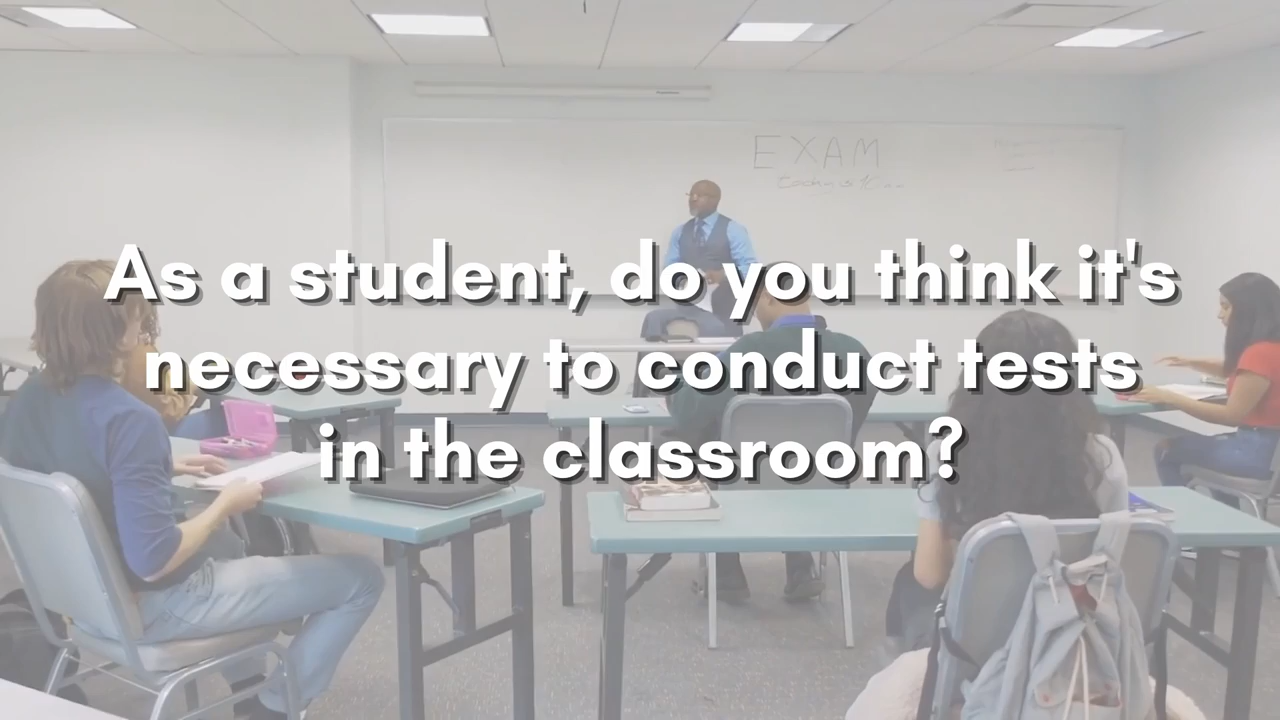 EXAM
As a student, do you think it's
necessary to conduct tests
in the classroom?